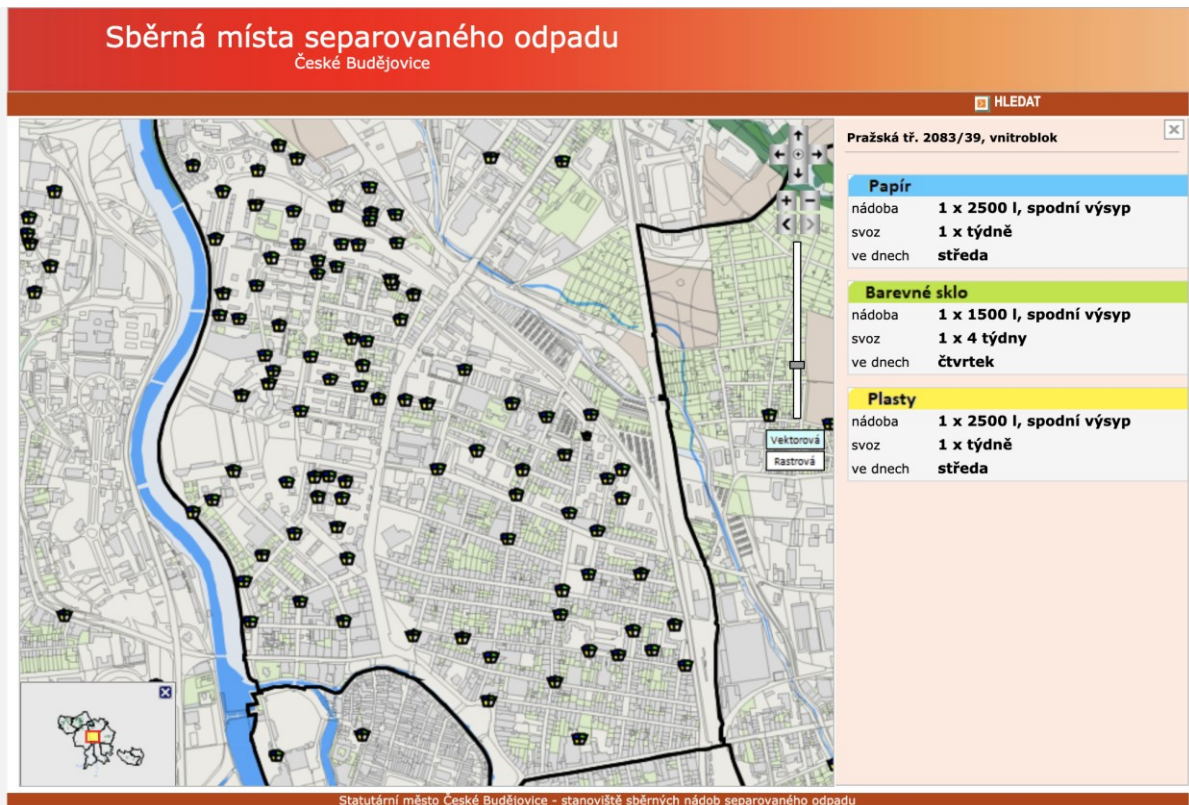 Sběrná místa separovaného odpadu
České Budějovice
HLEDAT
Pražská tř. 2083/39, vnitroblok
Papír
nádoba 1 x 2500 l, spodní výsyp
svoz 1 x týdně
ve dnech středa
Barevné sklo
nádoba 1 x 1500 l, spodní výsyp
svoz 1 x 4 týdny
ve dnech čtvrtek
Plasty
nádoba 1 x 2500 l, spodní výsyp
svoz 1 x týdně
ve dnech středa
Vektorová
Rastrová
Statutární město České Budějovice - stanoviště sběrných nádob separovaného odpadu